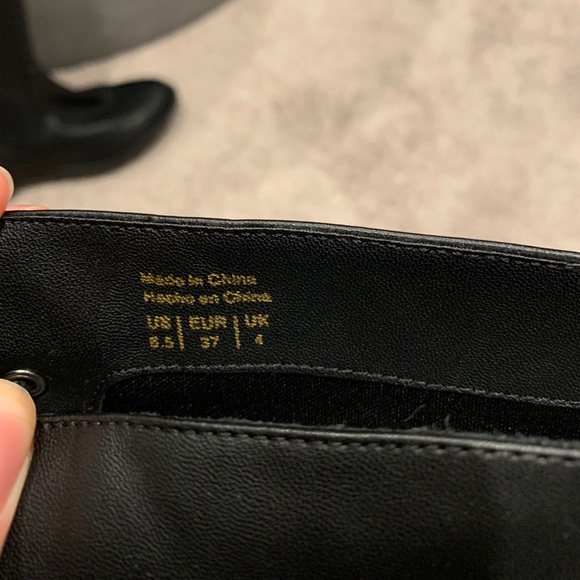 Made in China
Hecho en China
US | EUR | UK
6.5 | 37 | 4